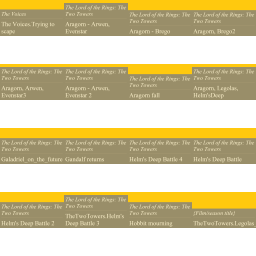 The Voices
The Voices.Trying to
scape
The Lord of the Rings: The
Two Towers
Aragorn - Arwen,
Evenstar
The Lord of the Rings: The
Two Towers
Aragorn - Brego
The Lord of the Rings: The
Two Towers
Aragorn, Brego2
The Lord of the Rings: The
Two Towers
Aragorn, Arwen,
Evenstar3
The Lord of the Rings: The
Two Towers
Aragorn - Arwen,
Evenstar 2
The Lord of the Rings: The
Two Towers
Aragorn fall
The Lord of the Rings: The
Two Towers
Aragorn, Legolas,
Helm'sDeep
The Lord of the Rings: The
Two Towers
Galadriel_on_the_future
The Lord of the Rings: The
Two Towers
Gandalf returns
The Lord of the Rings: The
Two Towers
Helm's Deep Battle 4
The Lord of the Rings: The
Two Towers
Helm's Deep Battle
The Lord of the Rings: The
Two Towers
Helm's Deep Battle 2
The Lord of the Rings: The
Two Towers
TheTwoTowers.Helm's
Deep Battle 3
The Lord of the Rings: The
Two Towers
Hobbit mourning
[Film/season title]
TheTwoTowers.Legolas